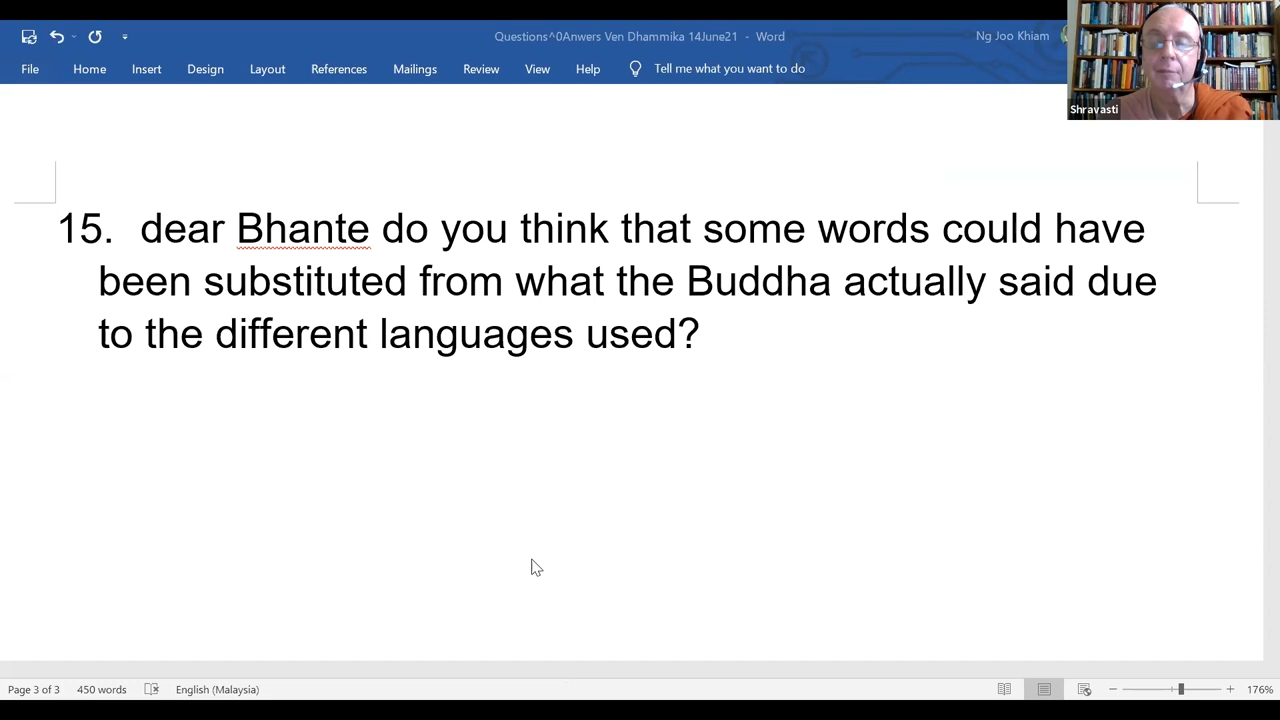 Questions^0Anwers Ven Dhammika 14June21 - Word
Ng Joo Khiam
File Home Insert Design Layout References Mailings Review View Help Tell me what you want to do
Shravasti
15. dear Bhante do you think that some words could have
been substituted from what the Buddha actually said due
to the different languages used?
Page 3 of 3 450 words English (Malaysia) 176%